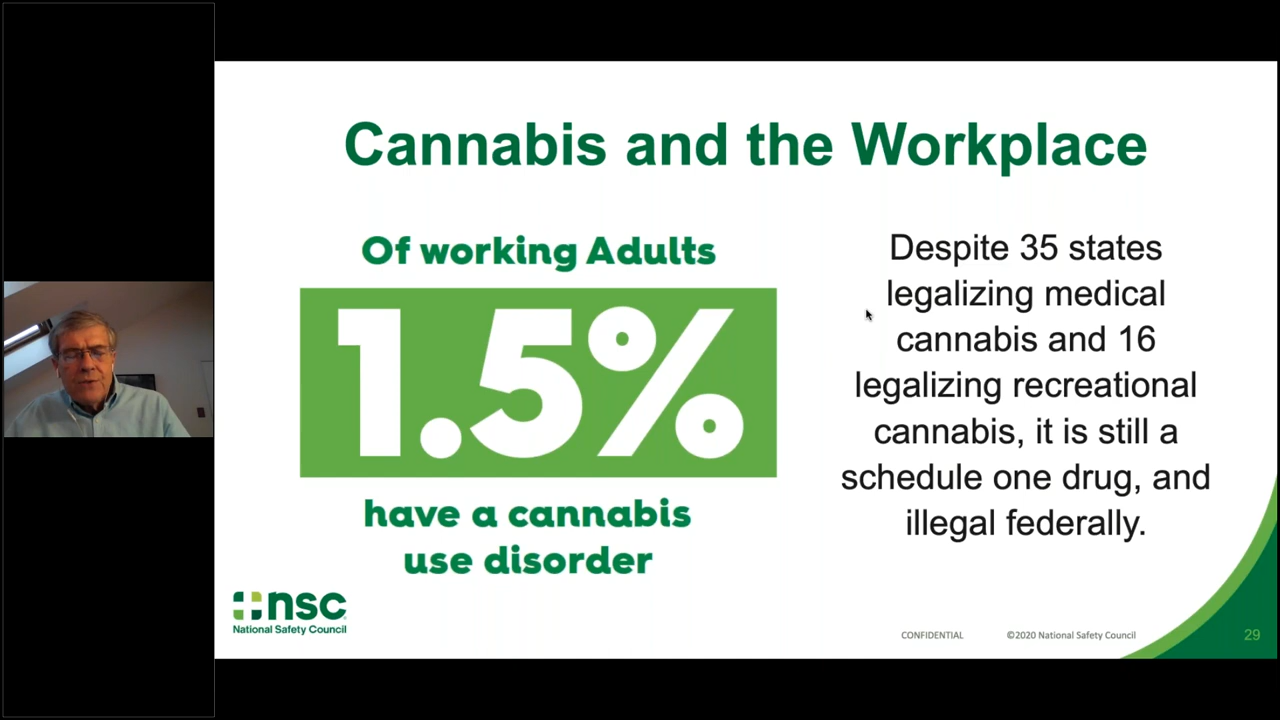 Cannabis and the Workplace
Of working Adults
1.5%
have a cannabis
use disorder
Despite 35 states
legalizing medical
cannabis and 16
legalizing recreational
cannabis, it is still a
schedule one drug, and
illegal federally.
nsc
National Safety Council
CONFIDENTIAL
©2020 National Safety Council
29